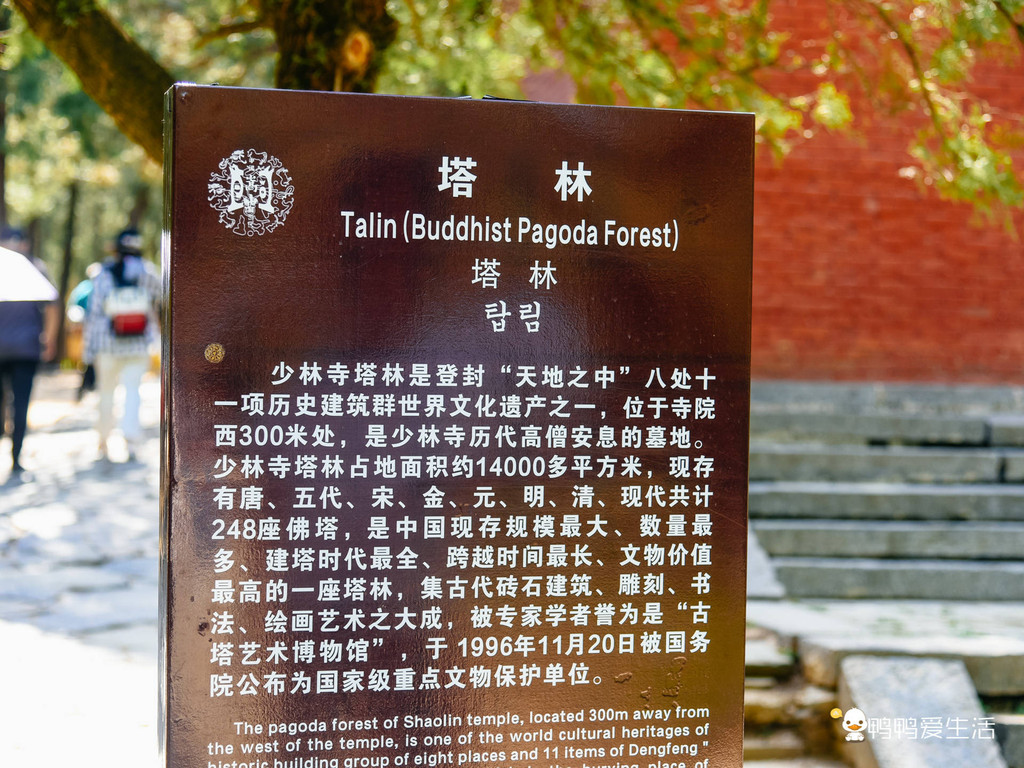 塔 林
Talin (Buddhist Pagoda Forest)
塔 林
탑림
少林寺塔林是登封“天地之中”八处十
一项历史建筑群世界文化遗产之一，位于寺院
西300米处，是少林寺历代高僧安息的墓地。
少林寺塔林占地面积约14000多平方米，现存
有唐、五代、宋、金、元、明、清、现代共计
248座佛塔，是中国现存规模最大、数量最
多、建塔时代最全、跨越时间最长、文物价值
最高的一座塔林，集古代砖石建筑、雕刻、书
法、绘画艺术之大成，被专家学者誉为是“古
塔艺术博物馆”，于 1996年11月20日被国务
院公布为国家级重点文物保护单位。
The pagoda forest of Shaolin temple, located 300m away from
the west of the temple, is one of the world cultural heritages of
historic building group of eight places and 11 items of Dengfeng "
the burying place of
鸭鸭爱生活